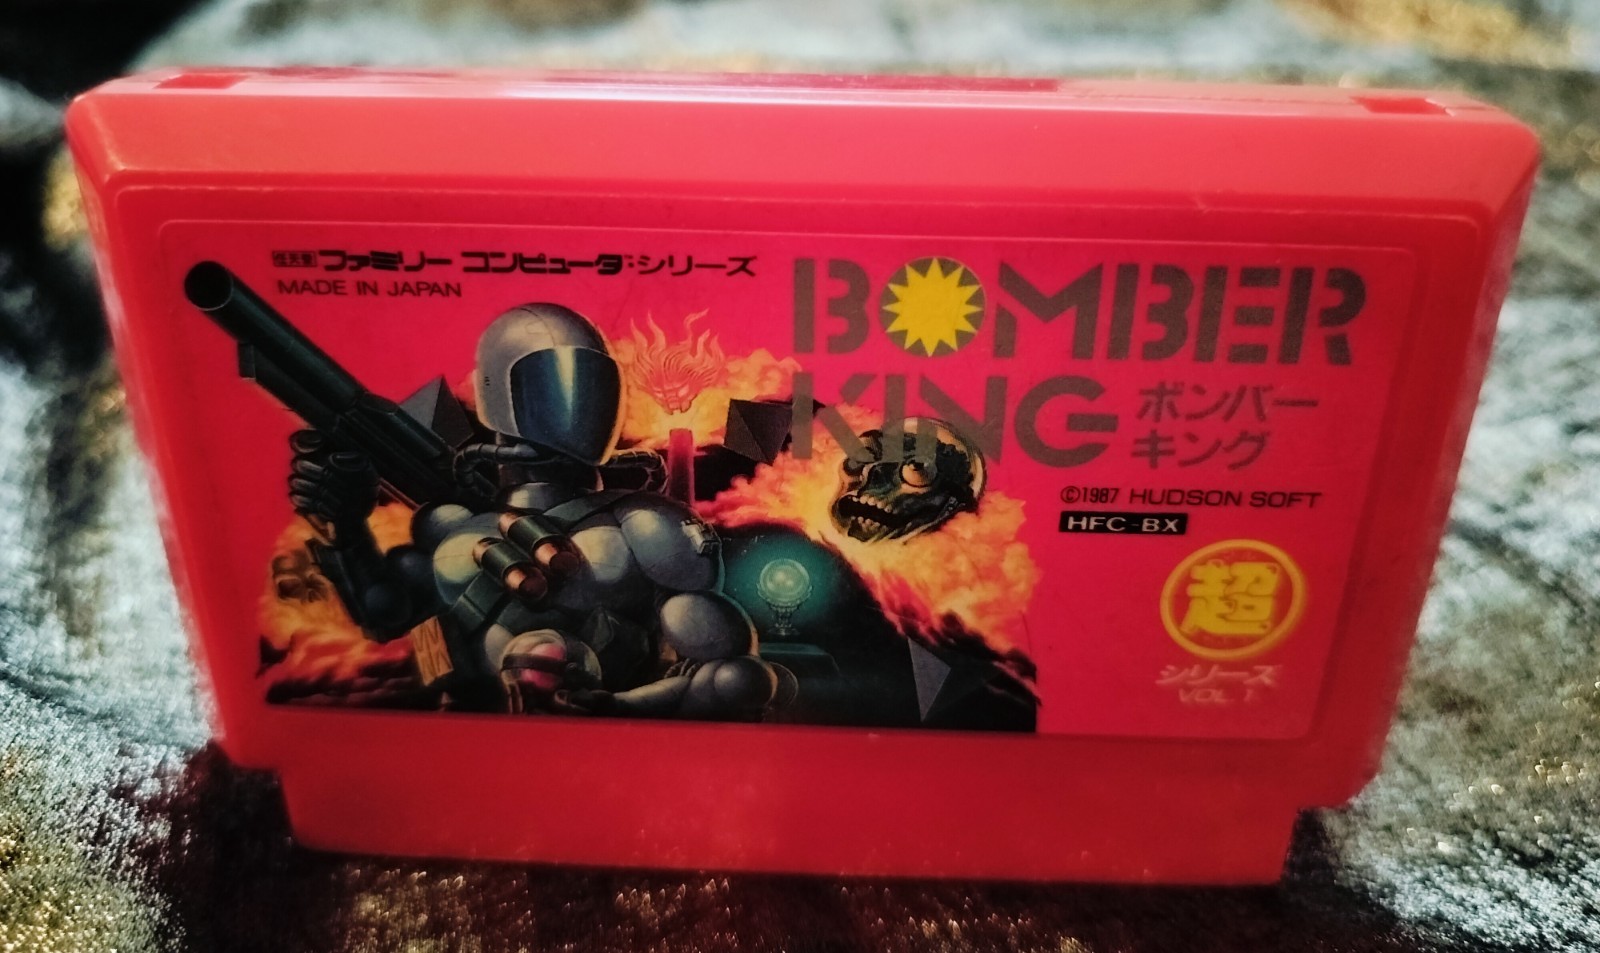 任天堂 ファミリー コンピュータ™シリーズ
MADE IN JAPAN
BOMBER
KING
ボンバー
キング
©1987 HUDSON SOFT
HFC-BX
超
シリーズ
VOL.1